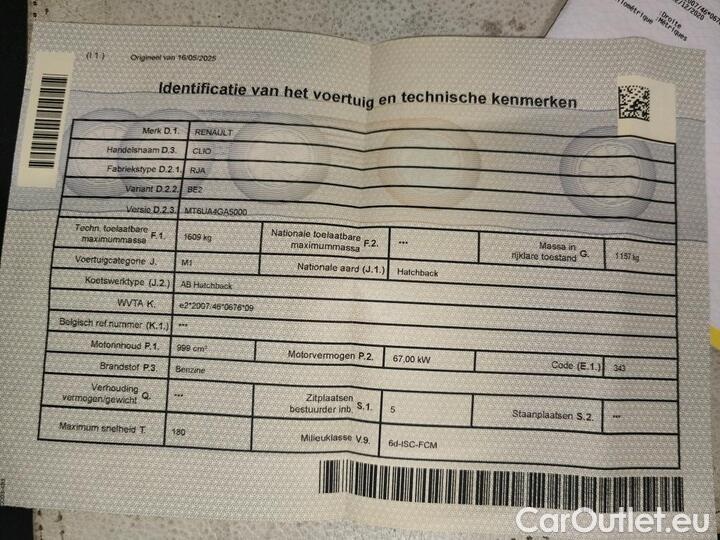 :Droite
:Métriques
(I 1 ) Origineel van 16/05/2025
Identificatie van het voertuig en technische kenmerken
Merk D.1. RENAULT
Handelsnaam D.3. CLIO
Fabriekstype D.2.1. RJA
Variant D.2.2. BE2
Versie D.2.3. MT6UA4GA5000
Techn. toelaatbare maximummassa F.1. 1609 kg Nationale toelaatbare maximummassa F.2. *** Massa in rijklare toestand G. 1157 kg
Voertuigcategorie J. M1 Nationale aard (J.1.) Hatchback
Koetswerktype (J.2.) AB Hatchback
WVTA K. e2*2007/46*0676*09
Belgisch ref.nummer (K.1.) ***
Motorinhoud P.1. 999 cm³ Motorvermogen P.2. 67,00 kW Code (E.1.) 343
Brandstof P.3. Benzine
Verhouding vermogen/gewicht Q. *** Zitplaatsen bestuurder inb. S.1. 5 Staanplaatsen S.2. ***
Maximum snelheid T. 180 Milieuklasse V.9. 6d-ISC-FCM
CarOutlet.eu